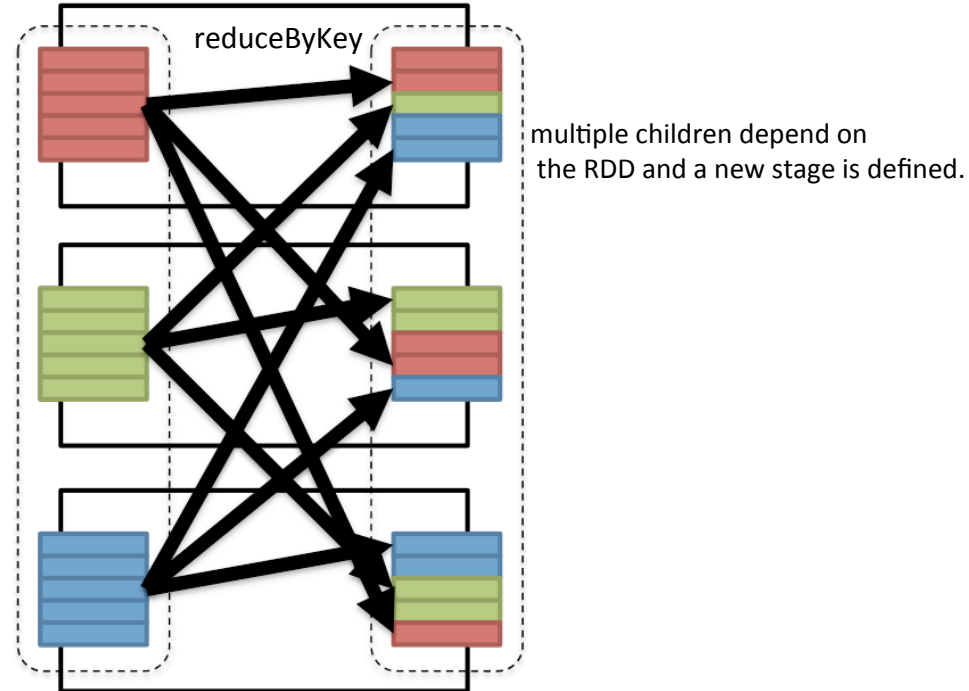 reduceByKey
multiple children depend on
the RDD and a new stage is defined.